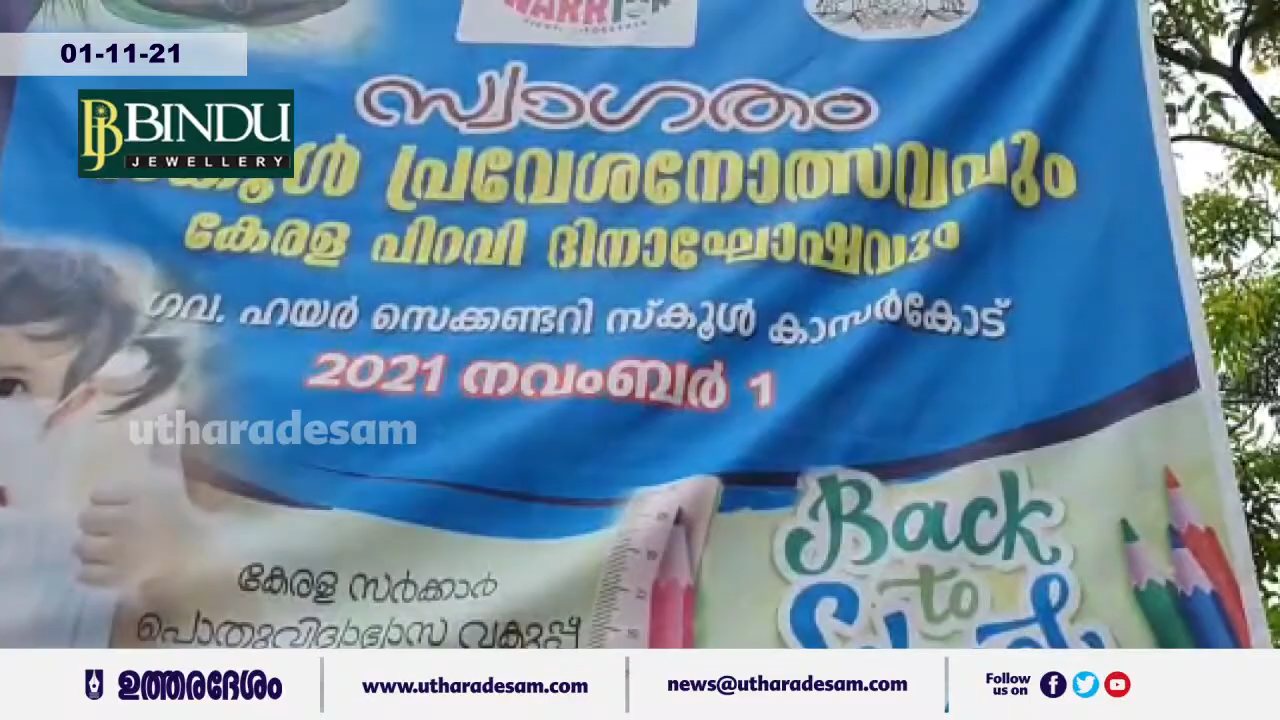 WARRIOR
01-11-21
BINDU
JEWELLERY
സ്വാഗതം
പ്രവേശനോത്സവവും
കേരള പിറവി ദിനാഘോഷവും
ഗവ. ഹയർ സെക്കണ്ടറി സ്കൂൾ കാസർകോട്
2021 നവംബർ 1
utharadesam
Back
to
കേരള സർക്കാർ
പൊതുവിദ്യാഭ്യാസ വകുപ്പ്
ഉത്തരദേശം
www.utharadesam.com
news@utharadesam.com
Follow
us on